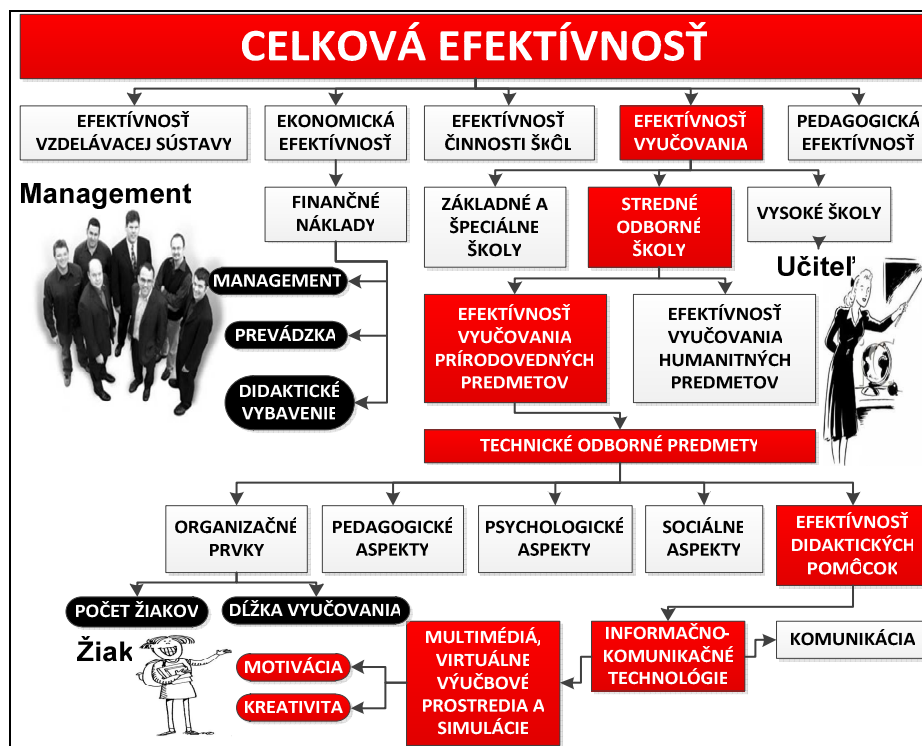 CELKOVÁ EFEKTÍVNOSŤ
EFEKTÍVNOSŤ
VZDELÁVACEJ SÚSTAVY
EKONOMICKÁ
EFEKTÍVNOSŤ
EFEKTÍVNOSŤ
ČINNOSTI ŠKÔL
EFEKTÍVNOSŤ
VYUČOVANIA
PEDAGOGICKÁ
EFEKTÍVNOSŤ
Management
FINANČNÉ
NÁKLADY
ZÁKLADNÉ A
ŠPECIÁLNE
ŠKOLY
STREDNÉ
ODBORNÉ
ŠKOLY
VYSOKÉ ŠKOLY
Učiteľ
MANAGEMENT
PREVÁDZKA
DIDAKTICKÉ
VYBAVENIE
EFEKTÍVNOSŤ
VYUČOVANIA
PRÍRODOVEDNÝCH
PREDMETOV
EFEKTÍVNOSŤ
VYUČOVANIA
HUMANITNÝCH
PREDMETOV
TECHNICKÉ ODBORNÉ PREDMETY
ORGANIZAČNÉ
PRVKY
PEDAGOGICKÉ
ASPEKTY
PSYCHOLOGICKÉ
ASPEKTY
SOCIÁLNE
ASPEKTY
EFEKTÍVNOSŤ
DIDAKTICKÝCH
POMÔCOK
POČET ŽIAKOV
DĹŽKA VYUČOVANIA
Žiak
MOTIVÁCIA
KREATIVITA
MULTIMÉDIÁ,
VIRTUÁLNE
VÝUČBOVÉ
PROSTREDIA A
SIMULÁCIE
INFORMAČNO-
KOMUNIKAČNÉ
TECHNOLÓGIE
KOMUNIKÁCIA